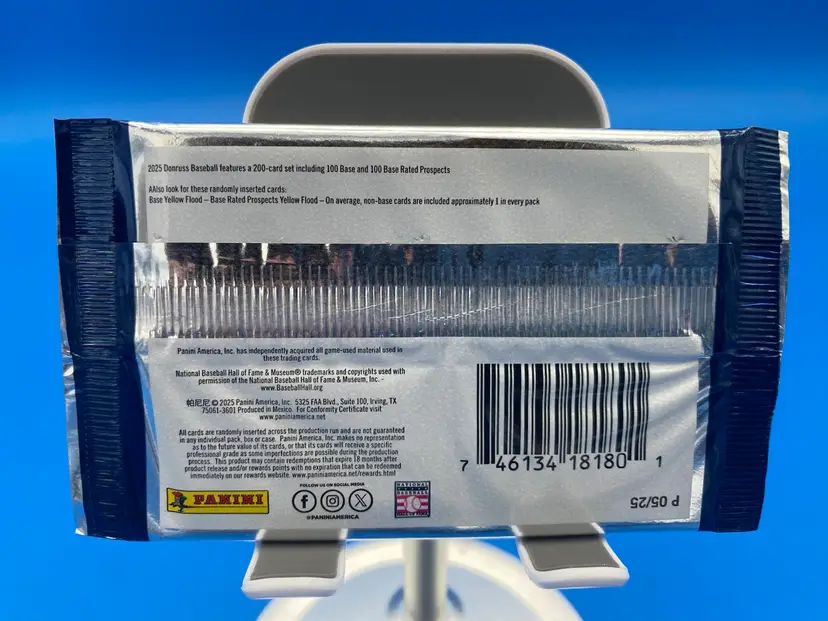 2025 Donruss Baseball features a 200-card set including 100 Base and 100 Base Rated Prospects
AAlso look for these randomly inserted cards:
Base Yellow Flood – Base Rated Prospects Yellow Flood – On average, non-base cards are included approximately 1 in every pack
Panini America, Inc. has independently acquired all game-used material used in
these trading cards.
National Baseball Hall of Fame & Museum® trademarks and copyrights used with
permission of the National Baseball Hall of Fame & Museum, Inc. -
www.BaseballHall.org
帕尼尼 © 2025 Panini America, Inc. 5325 FAA Blvd., Suite 100, Irving, TX
75061-3601 Produced in Mexico. For Conformity Certificate visit
www.paniniamerica.net
All cards are randomly inserted across the production run and are not guaranteed
in any individual pack, box or case. Panini America, Inc. makes no representation
as to the future value of its cards, or that its cards will receive a specific
professional grade as some imperfections are possible during the production
process. This product may contain redemptions that expire 18 months after
product release and/or rewards points with no expiration that can be redeemed
immediately on our rewards website. www.paniniamerica.net/rewards.html
PANINI
FOLLOW US ON SOCIAL MEDIA
@PANINIAMERICA
NATIONAL
BASEBALL
7 46134 18180 1
P 05/25